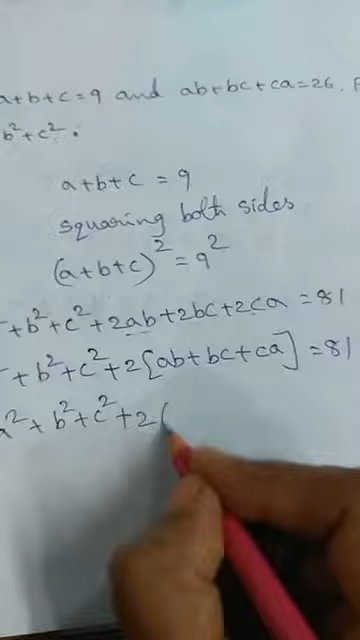 a+b+c=9 and ab+bc+ca=26,
b²+c².
a+b+c = 9
squaring both sides
(a+b+c)² = 9²
+b²+c²+2ab+2bc+2ca = 81
+b²+c²+2[ab+bc+ca] = 81
a²+b²+c²+2(